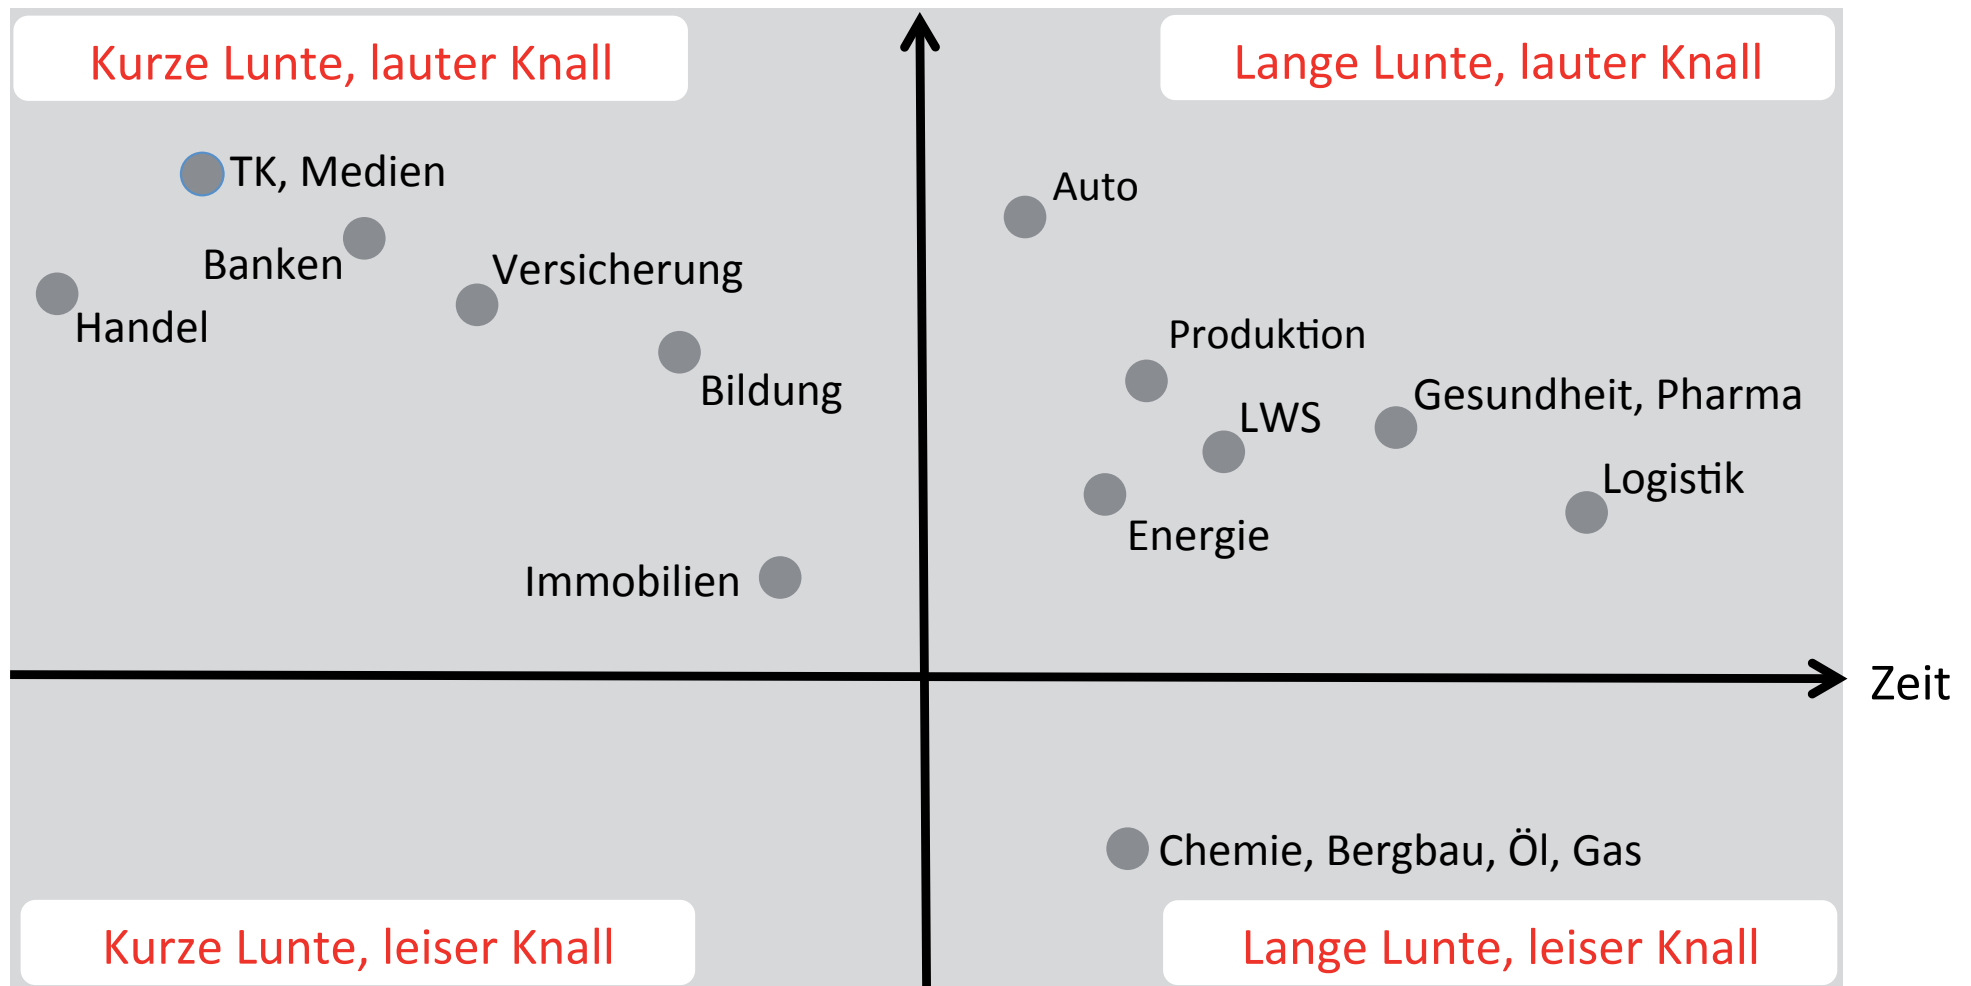 Kurze Lunte, lauter Knall
Lange Lunte, lauter Knall
TK, Medien
Auto
Banken
Versicherung
Handel
Produktion
Bildung
Gesundheit, Pharma
LWS
Logistik
Energie
Immobilien
Zeit
Chemie, Bergbau, Öl, Gas
Kurze Lunte, leiser Knall
Lange Lunte, leiser Knall